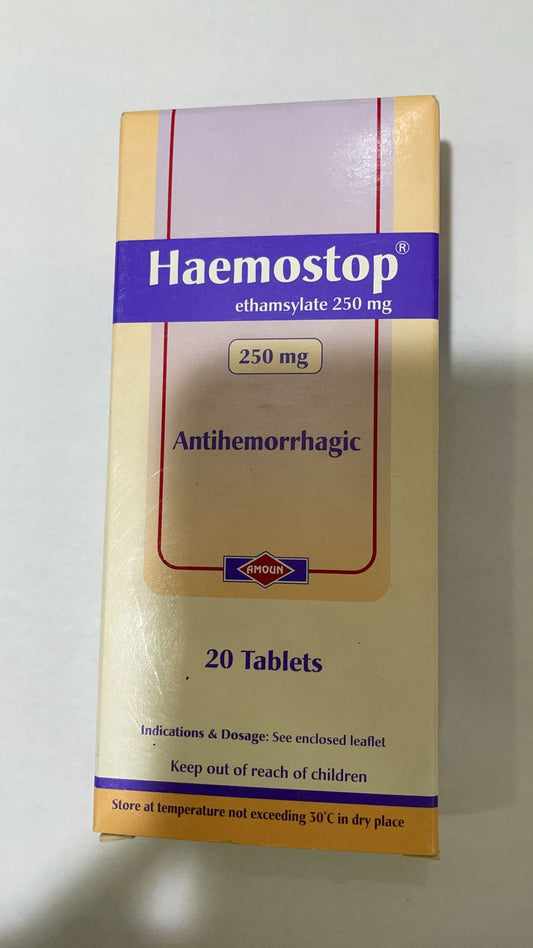 Haemostop®
ethamsylate 250 mg
250 mg
Antihemorrhagic
AMOUN
20 Tablets
Indications & Dosage: See enclosed leaflet
Keep out of reach of children
Store at temperature not exceeding 30°C in dry place